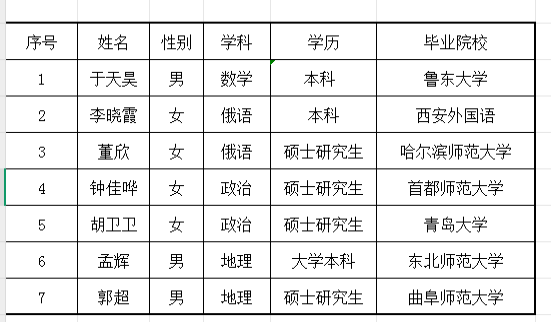 序号 姓名 性别 学科 学历 毕业院校
1 于天昊 男 数学 本科 鲁东大学
2 李晓霞 女 俄语 本科 西安外国语
3 董欣 女 俄语 硕士研究生 哈尔滨师范大学
4 钟佳晔 女 政治 硕士研究生 首都师范大学
5 胡卫卫 女 政治 硕士研究生 青岛大学
6 孟辉 男 地理 大学本科 东北师范大学
7 郭超 男 地理 硕士研究生 曲阜师范大学